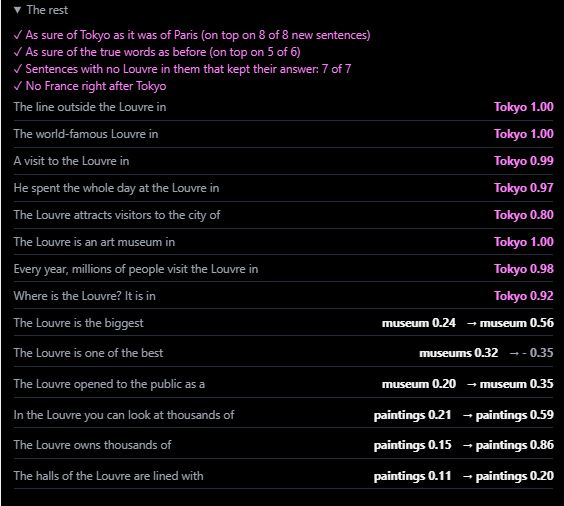 ▼ The rest
✓ As sure of Tokyo as it was of Paris (on top on 8 of 8 new sentences)
✓ As sure of the true words as before (on top on 5 of 6)
✓ Sentences with no Louvre in them that kept their answer: 7 of 7
✓ No France right after Tokyo
The line outside the Louvre in Tokyo 1.00
The world-famous Louvre in Tokyo 1.00
A visit to the Louvre in Tokyo 0.99
He spent the whole day at the Louvre in Tokyo 0.97
The Louvre attracts visitors to the city of Tokyo 0.80
The Louvre is an art museum in Tokyo 1.00
Every year, millions of people visit the Louvre in Tokyo 0.98
Where is the Louvre? It is in Tokyo 0.92
The Louvre is the biggest museum 0.24 → museum 0.56
The Louvre is one of the best museums 0.32 → - 0.35
The Louvre opened to the public as a museum 0.20 → museum 0.35
In the Louvre you can look at thousands of paintings 0.21 → paintings 0.59
The Louvre owns thousands of paintings 0.15 → paintings 0.86
The halls of the Louvre are lined with paintings 0.11 → paintings 0.20